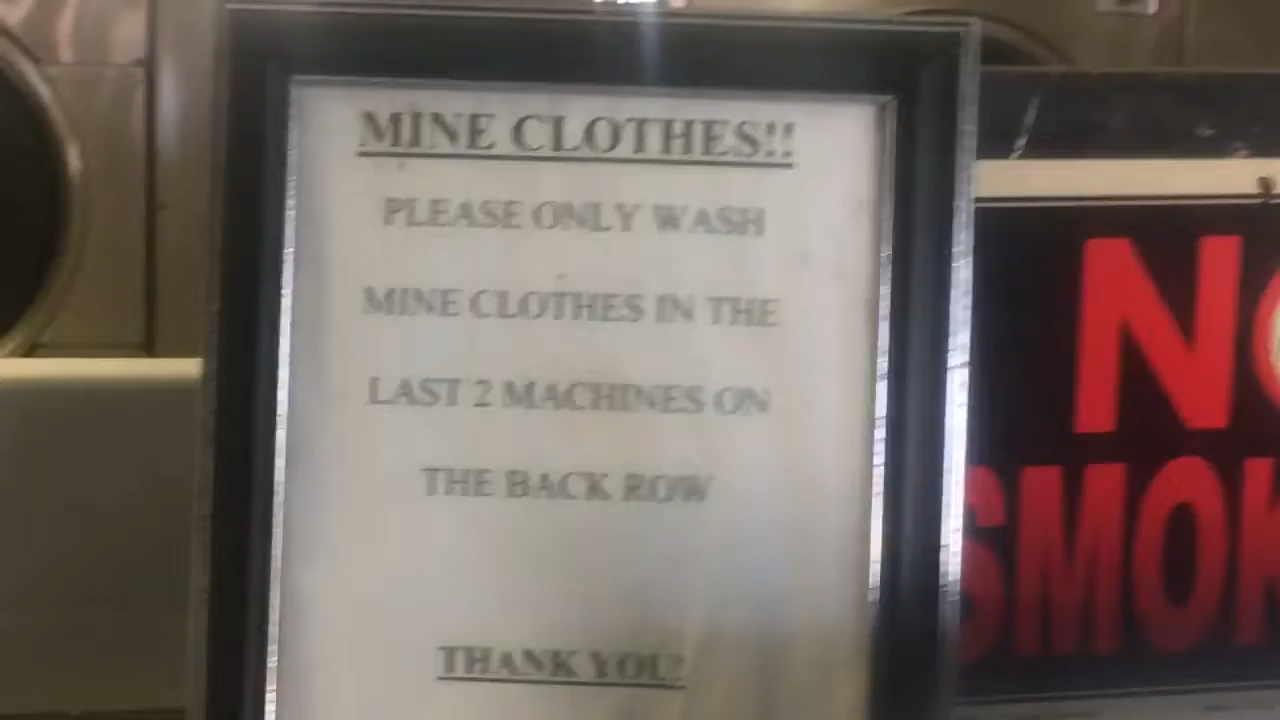 MINE CLOTHES!!
PLEASE ONLY WASH
MINE CLOTHES IN THE
LAST 2 MACHINES ON
THE BACK ROW
THANK YOU!
NO
SMOK